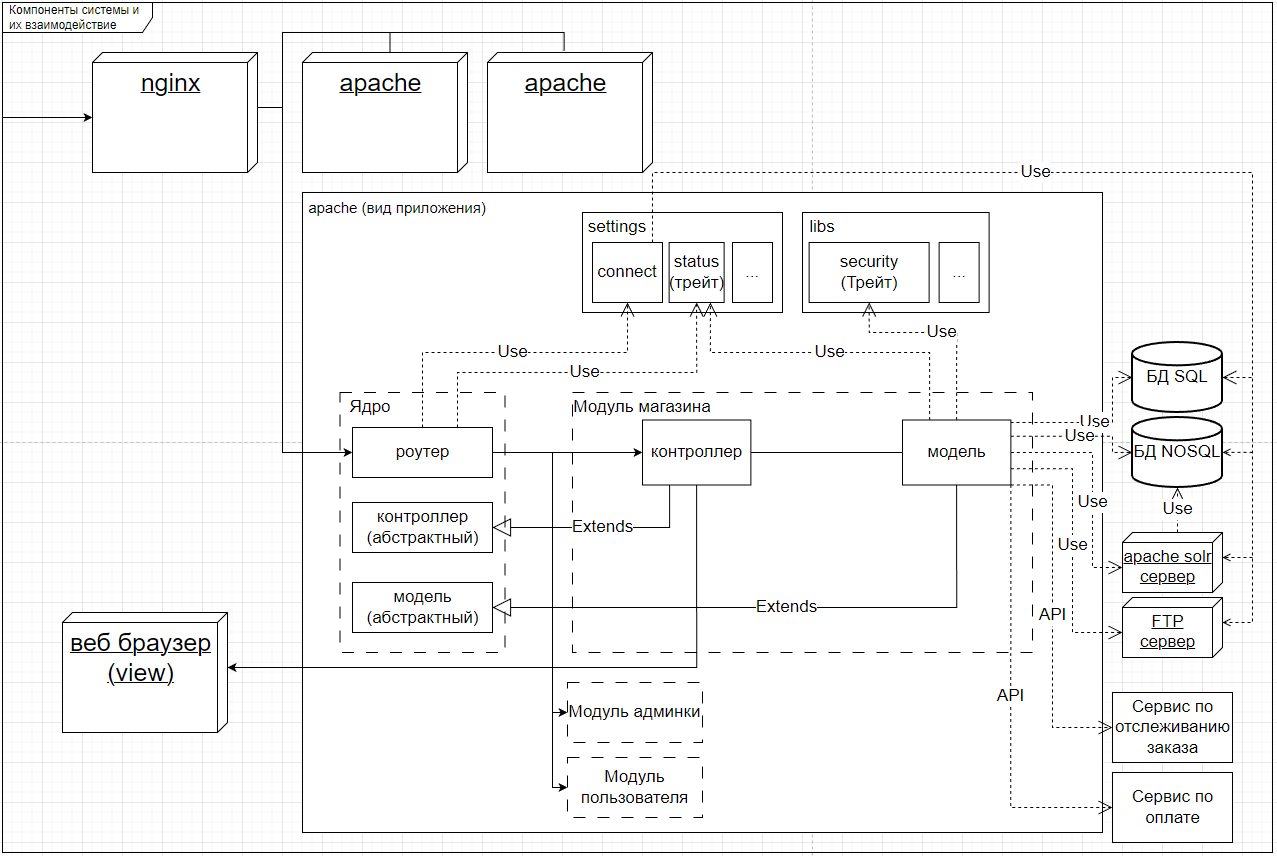 Компоненты системы и
их взаимодействие
nginx
apache
apache
Use
apache (вид приложения)
settings
connect
status
(трейт)
...
libs
security
(Трейт)
...
Use
Use
Use
Use
Ядро
роутер
контроллер
(абстрактный)
модель
(абстрактный)
Модуль магазина
контроллер
модель
Extends
Extends
БД SQL
Use
Use
БД NOSQL
Use
Use
Use
apache solr
сервер
FTP
сервер
API
API
веб браузер
(view)
Модуль админки
Модуль
пользователя
Сервис по
отслеживанию
заказа
Сервис по
оплате